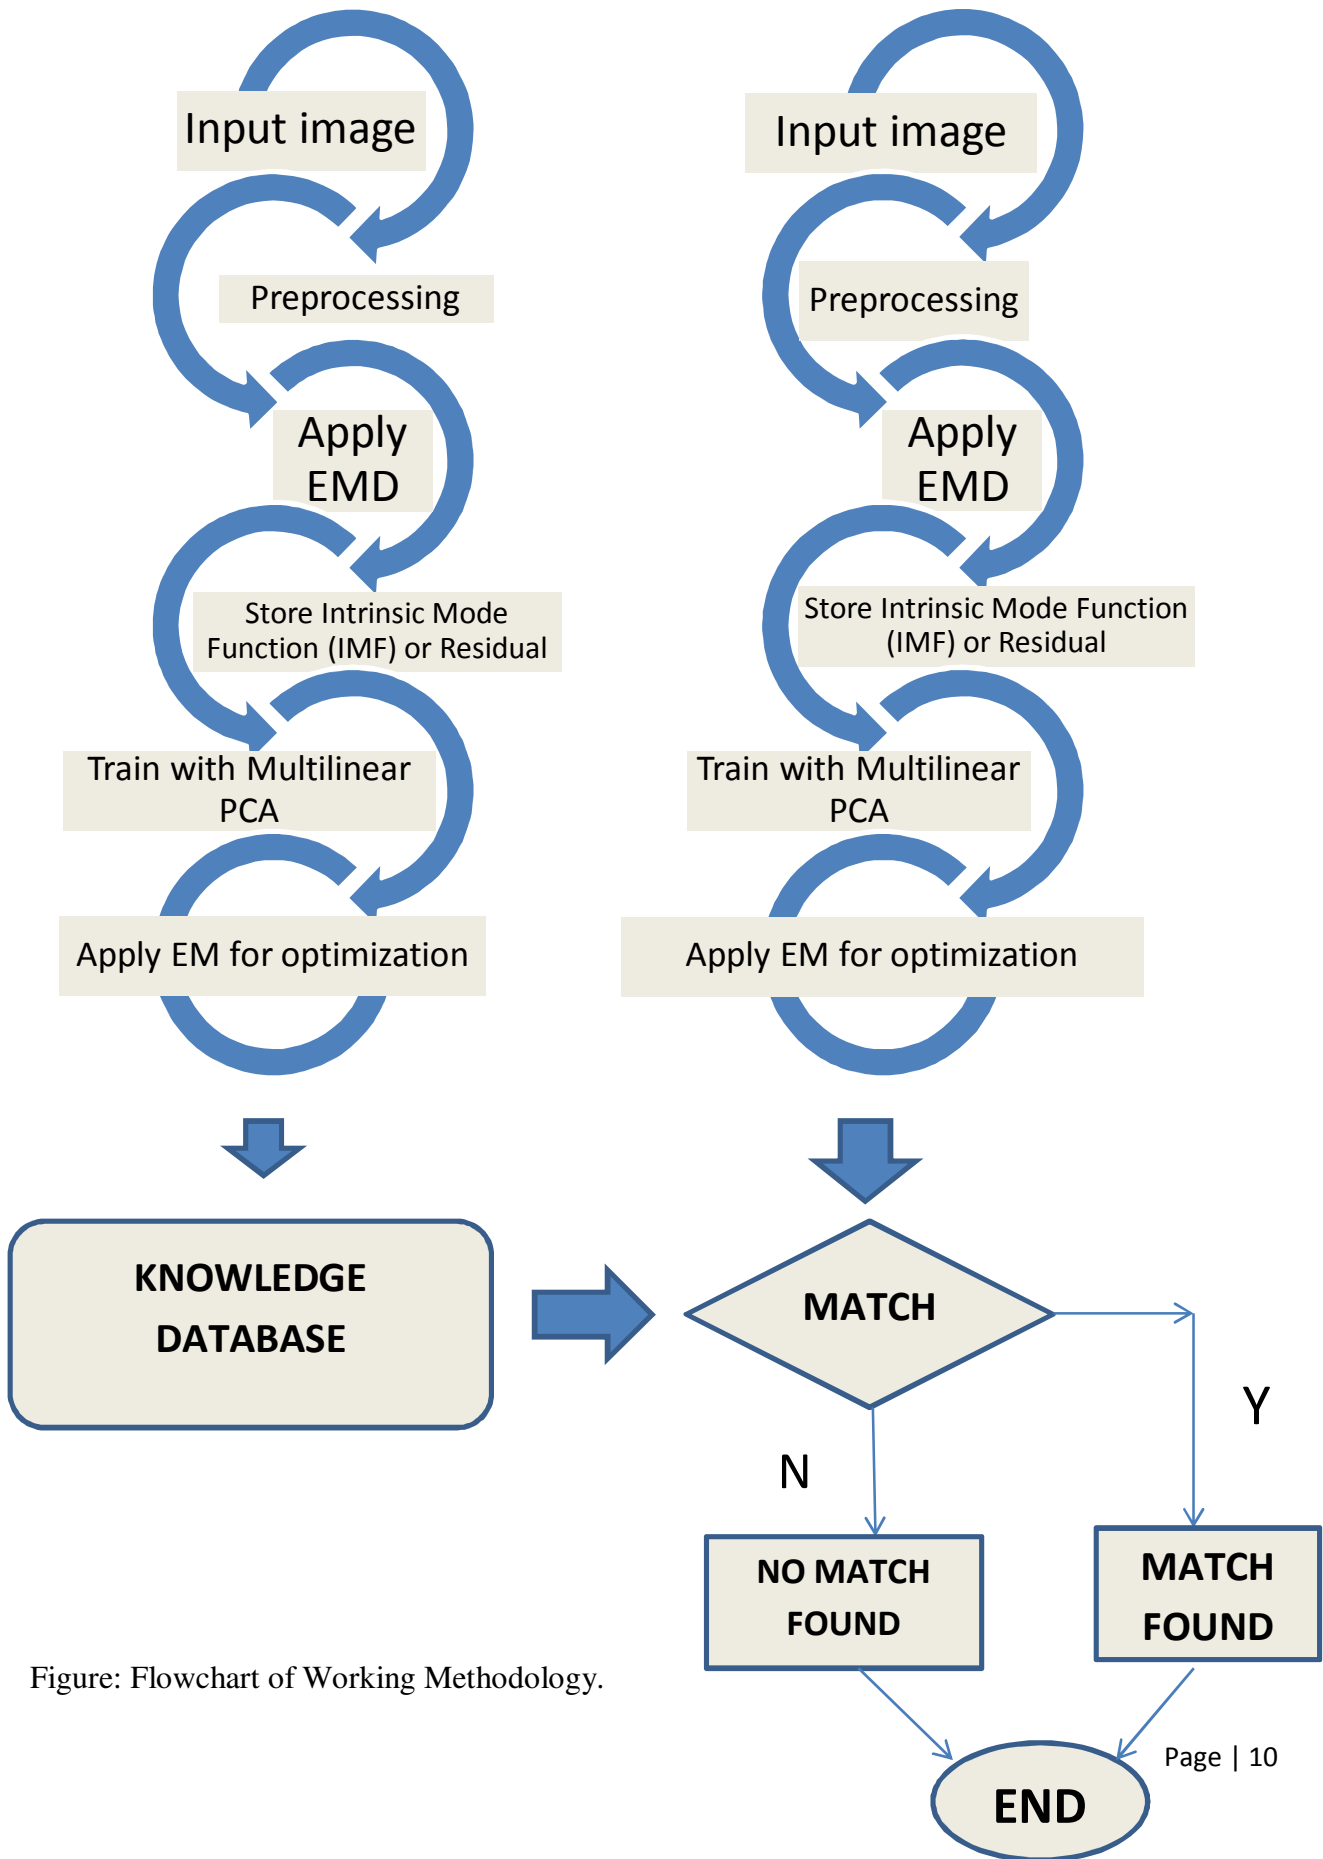 Input image
Preprocessing
Apply
EMD
Store Intrinsic Mode
Function (IMF) or Residual
Train with Multilinear
PCA
Apply EM for optimization
Input image
Preprocessing
Apply
EMD
Store Intrinsic Mode Function
(IMF) or Residual
Train with Multilinear
PCA
Apply EM for optimization
KNOWLEDGE
DATABASE
MATCH
Y
N
NO MATCH
FOUND
MATCH
FOUND
Figure: Flowchart of Working Methodology.
Page | 10
END